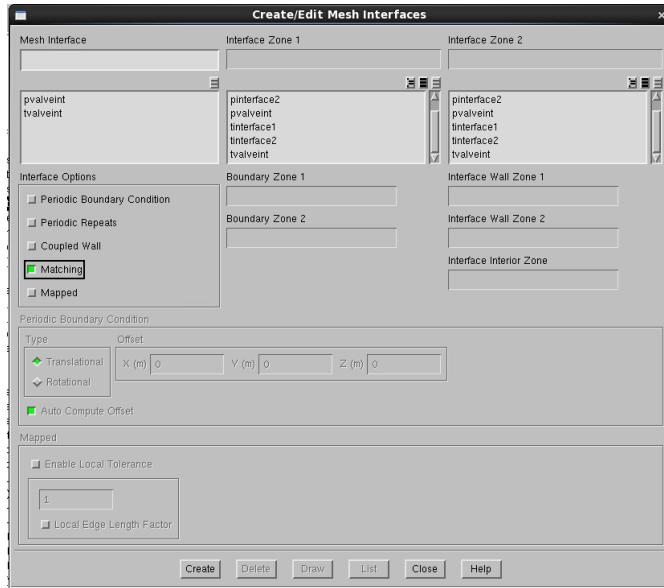 Create/Edit Mesh Interfaces
Mesh Interface
Interface Zone 1
Interface Zone 2
pvalveint
tvalveint
pinterface2
pvalveint
tinterface1
tinterface2
tvalveint
pinterface2
pvalveint
tinterface1
tinterface2
tvalveint
Interface Options
Periodic Boundary Condition
Periodic Repeats
Coupled Wall
Matching
Mapped
Boundary Zone 1
Boundary Zone 2
Interface Wall Zone 1
Interface Wall Zone 2
Interface Interior Zone
Periodic Boundary Condition
Type
Translational
Rotational
Offset
X (m) 0 Y (m) 0 Z (m) 0
Auto Compute Offset
Mapped
Enable Local Tolerance
1
Local Edge Length Factor
Create Delete Draw List Close Help